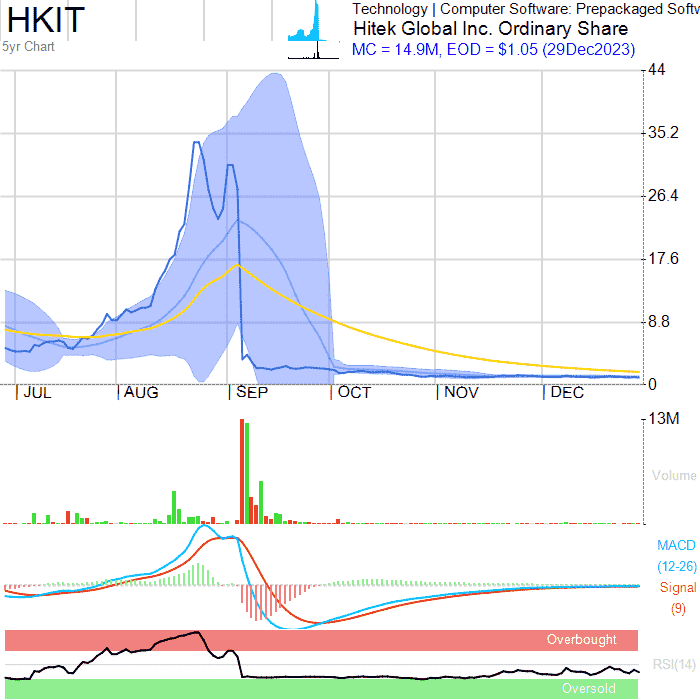 HKIT
5yr Chart
Technology | Computer Software: Prepackaged Softw
Hitek Global Inc. Ordinary Share
MC = 14.9M, EOD = $1.05 (29Dec2023)
44
35.2
26.4
17.6
8.8
0
JUL AUG SEP OCT NOV DEC
13M
Volume
MACD
(12-26)
Signal
(9)
Overbought
RSI(14)
Oversold